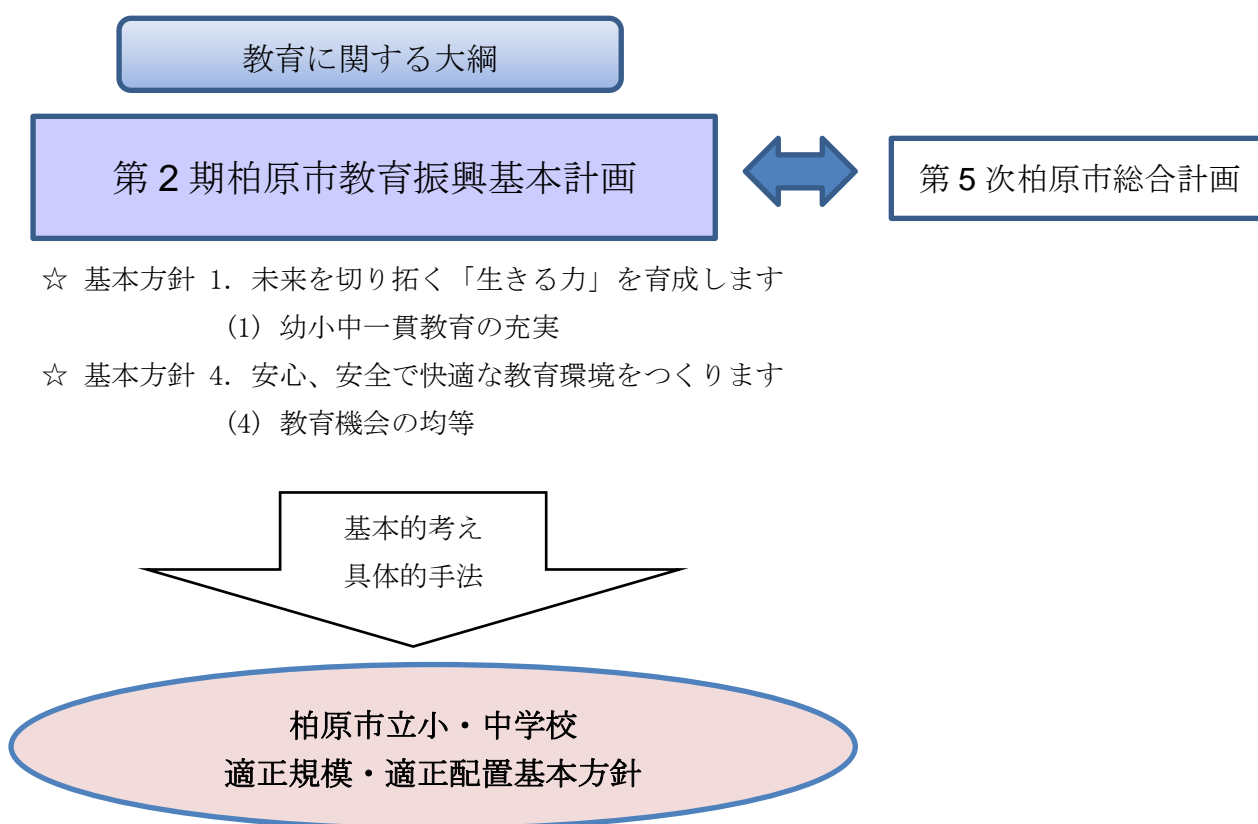 教育に関する大綱
第2期柏原市教育振興基本計画
第5次柏原市総合計画
☆ 基本方針 1. 未来を切り拓く「生きる力」を育成します
(1) 幼小中一貫教育の充実
☆ 基本方針 4. 安心、安全で快適な教育環境をつくります
(4) 教育機会の均等
基本的考え
具体的手法
柏原市立小・中学校
適正規模・適正配置基本方針